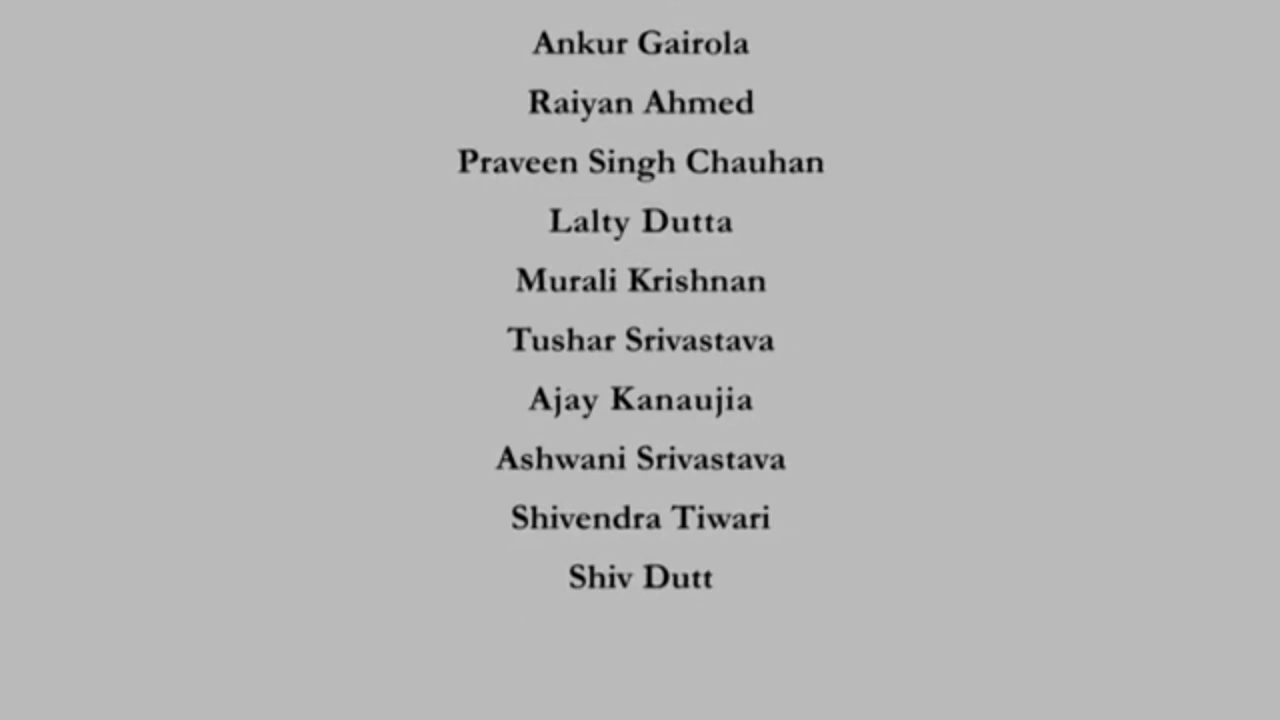 Ankur Gairola
Raiyan Ahmed
Praveen Singh Chauhan
Lalty Dutta
Murali Krishnan
Tushar Srivastava
Ajay Kanaujia
Ashwani Srivastava
Shivendra Tiwari
Shiv Dutt